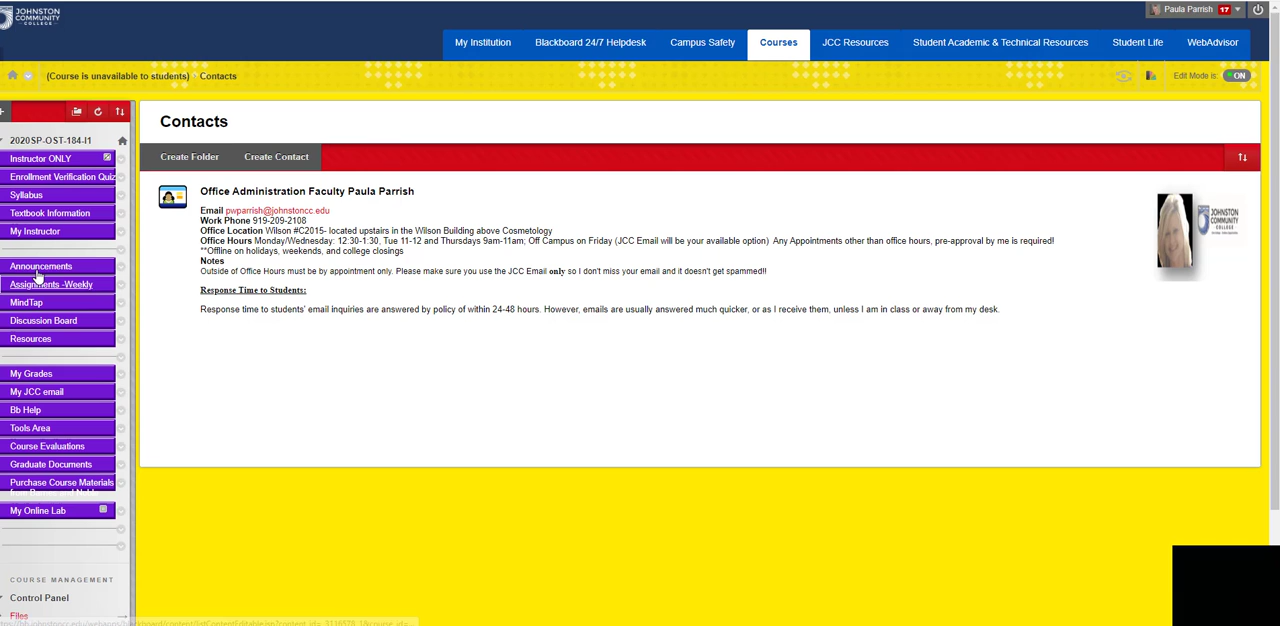 JOHNSTON
COMMUNITY
COLLEGE
Paula Parrish 17
My Institution Blackboard 24/7 Helpdesk Campus Safety Courses JCC Resources Student Academic & Technical Resources Student Life WebAdvisor
(Course is unavailable to students) Contacts
Edit Mode is: ON
2020SP-OST-184-I1
Instructor ONLY
Enrollment Verification Quiz
Syllabus
Textbook Information
My Instructor
Announcements
Assignments -Weekly
MindTap
Discussion Board
Resources
My Grades
My JCC email
Bb Help
Tools Area
Course Evaluations
Graduate Documents
Purchase Course Materials
from Barnes and Noble
My Online Lab
COURSE MANAGEMENT
Control Panel
Files
Contacts
Create Folder Create Contact
Office Administration Faculty Paula Parrish
Email pwparrish@johnstoncc.edu
Work Phone 919-209-2108
Office Location Wilson #C2015- located upstairs in the Wilson Building above Cosmetology
Office Hours Monday/Wednesday: 12:30-1:30, Tue 11-12 and Thursdays 9am-11am; Off Campus on Friday (JCC Email will be your available option) Any Appointments other than office hours, pre-approval by me is required!
**Offline on holidays, weekends, and college closings
Notes
Outside of Office Hours must be by appointment only. Please make sure you use the JCC Email only so I don't miss your email and it doesn't get spammed!!
Response Time to Students:
Response time to students' email inquiries are answered by policy of within 24-48 hours. However, emails are usually answered much quicker, or as I receive them, unless I am in class or away from my desk.
JOHNSTON
COMMUNITY
COLLEGE